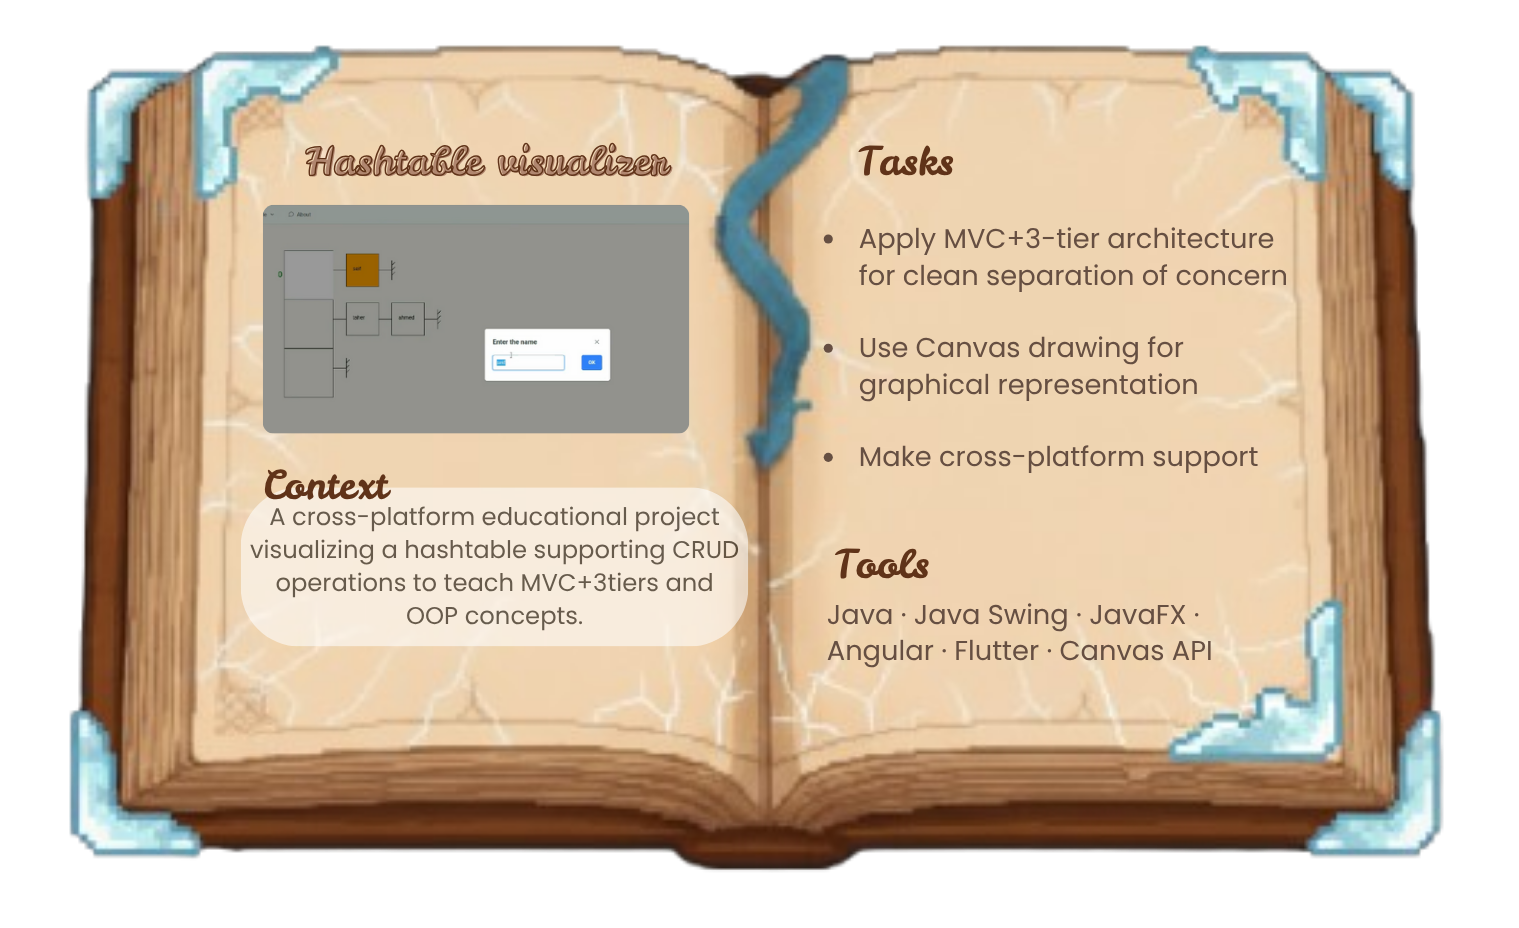 Hashtable visualizer
About
0
saif
taher
ahmed
Enter the name
OK
Context
A cross-platform educational project
visualizing a hashtable supporting CRUD
operations to teach MVC+3tiers and
OOP concepts.
Tasks
• Apply MVC+3-tier architecture
for clean separation of concern
• Use Canvas drawing for
graphical representation
• Make cross-platform support
Tools
Java · Java Swing · JavaFX ·
Angular · Flutter · Canvas API